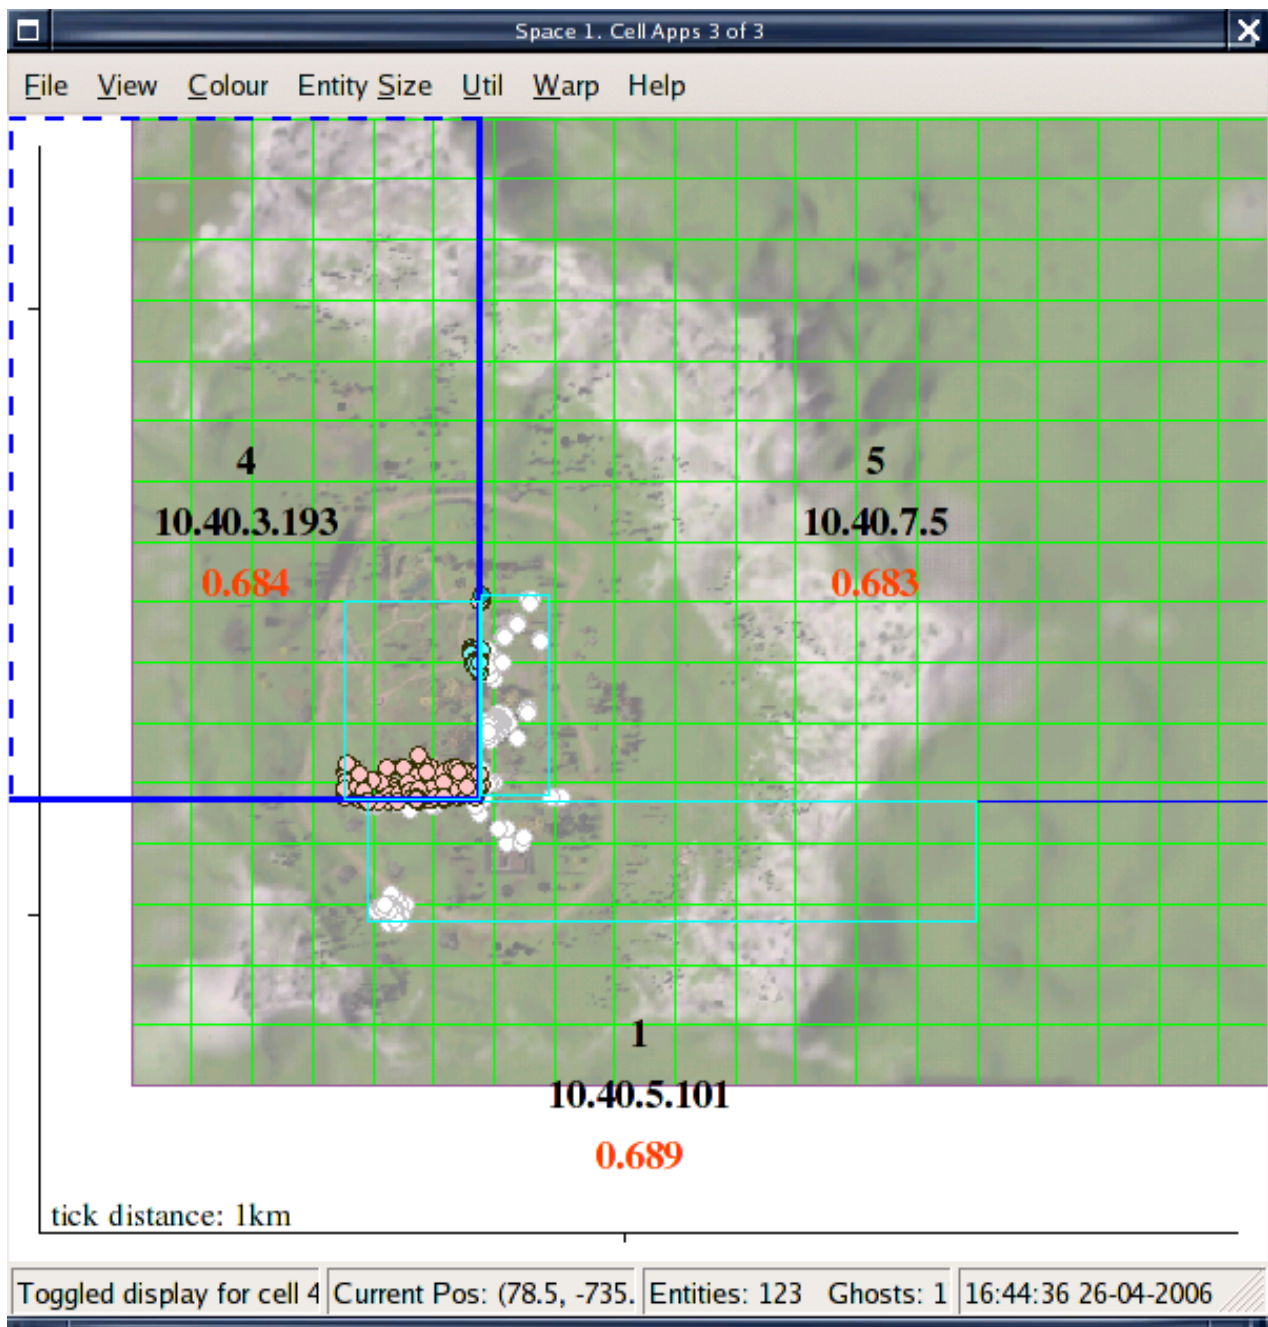 Space 1. Cell Apps 3 of 3
File View Colour Entity Size Util Warp Help
4
10.40.3.193
0.684
5
10.40.7.5
0.683
1
10.40.5.101
0.689
tick distance: 1km
Toggled display for cell 4
Current Pos: (78.5, -735.
Entities: 123 Ghosts: 1
16:44:36 26-04-2006